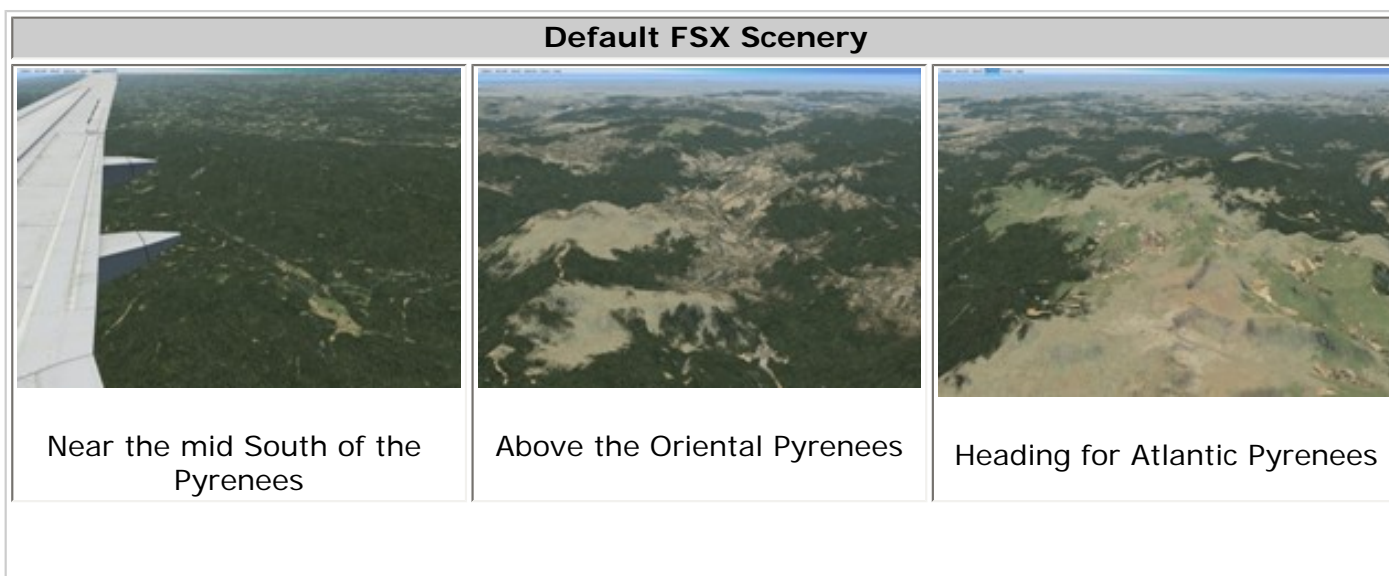 Default FSX Scenery
Near the mid South of the
Pyrenees
Above the Oriental Pyrenees
Heading for Atlantic Pyrenees